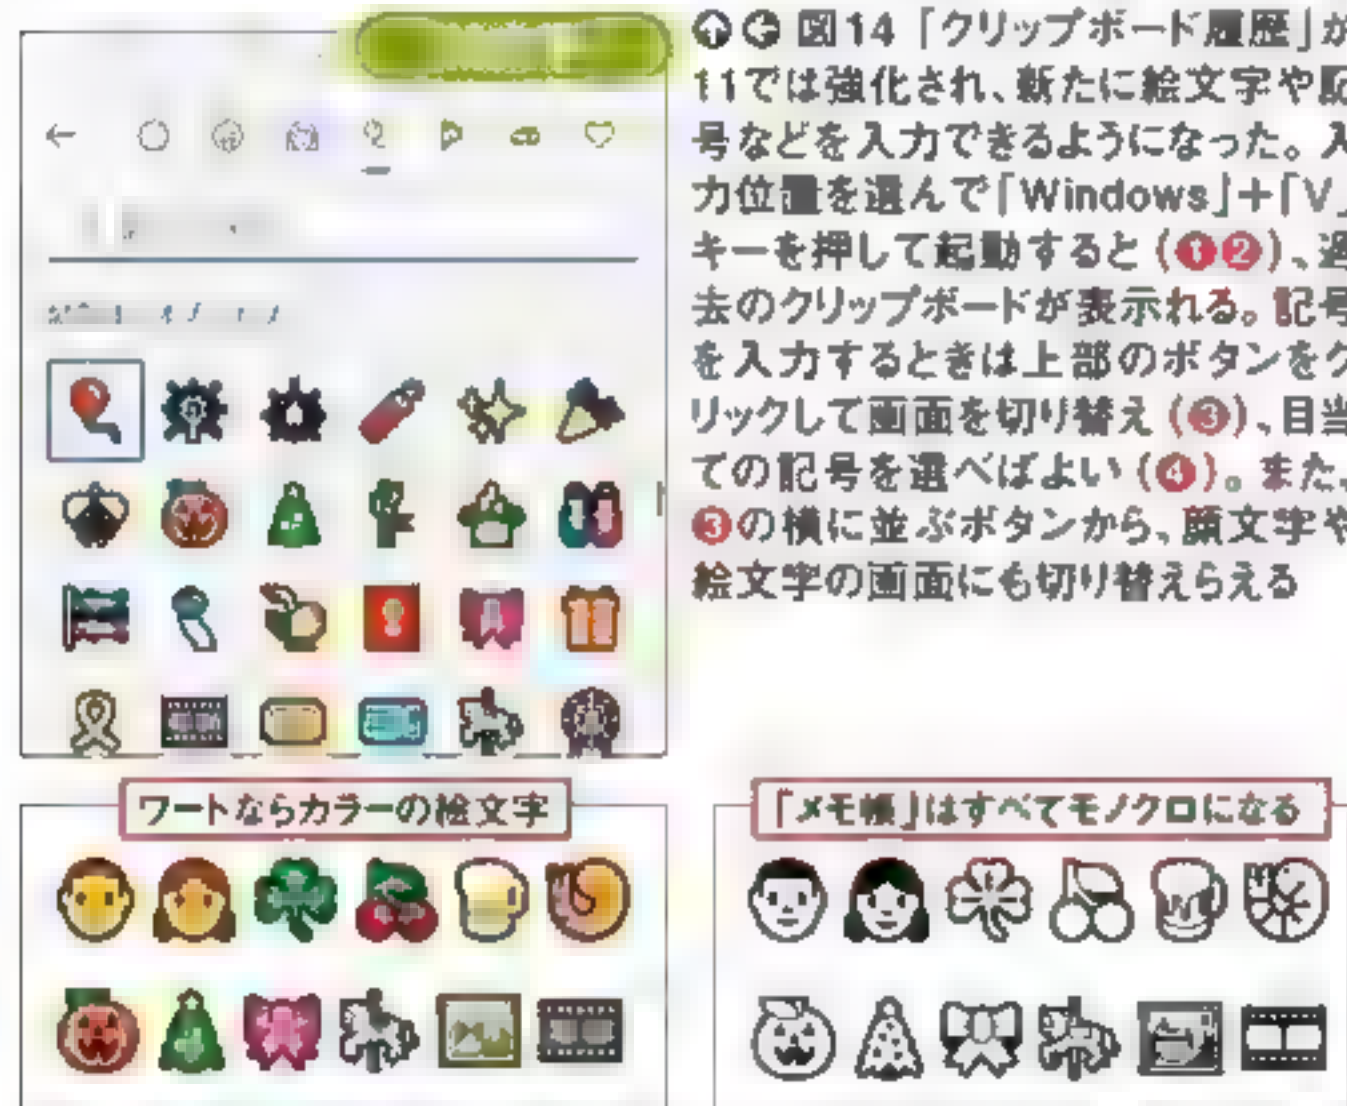 図14「クリップボード履歴」が
11では強化され、新たに絵文字や記
号などを入力できるようになった。入
力位置を選んで「Windows」+「V」
キーを押して起動すると(❶❷)、過
去のクリップボードが表示れる。記号
を入力するときは上部のボタンをク
リックして画面を切り替え(❸)、目当
ての記号を選べばよい(❹)。また、
❸の横に並ぶボタンから、顔文字や
絵文字の画面にも切り替えらえる
ワートならカラーの絵文字
「メモ帳」はすべてモノクロになる